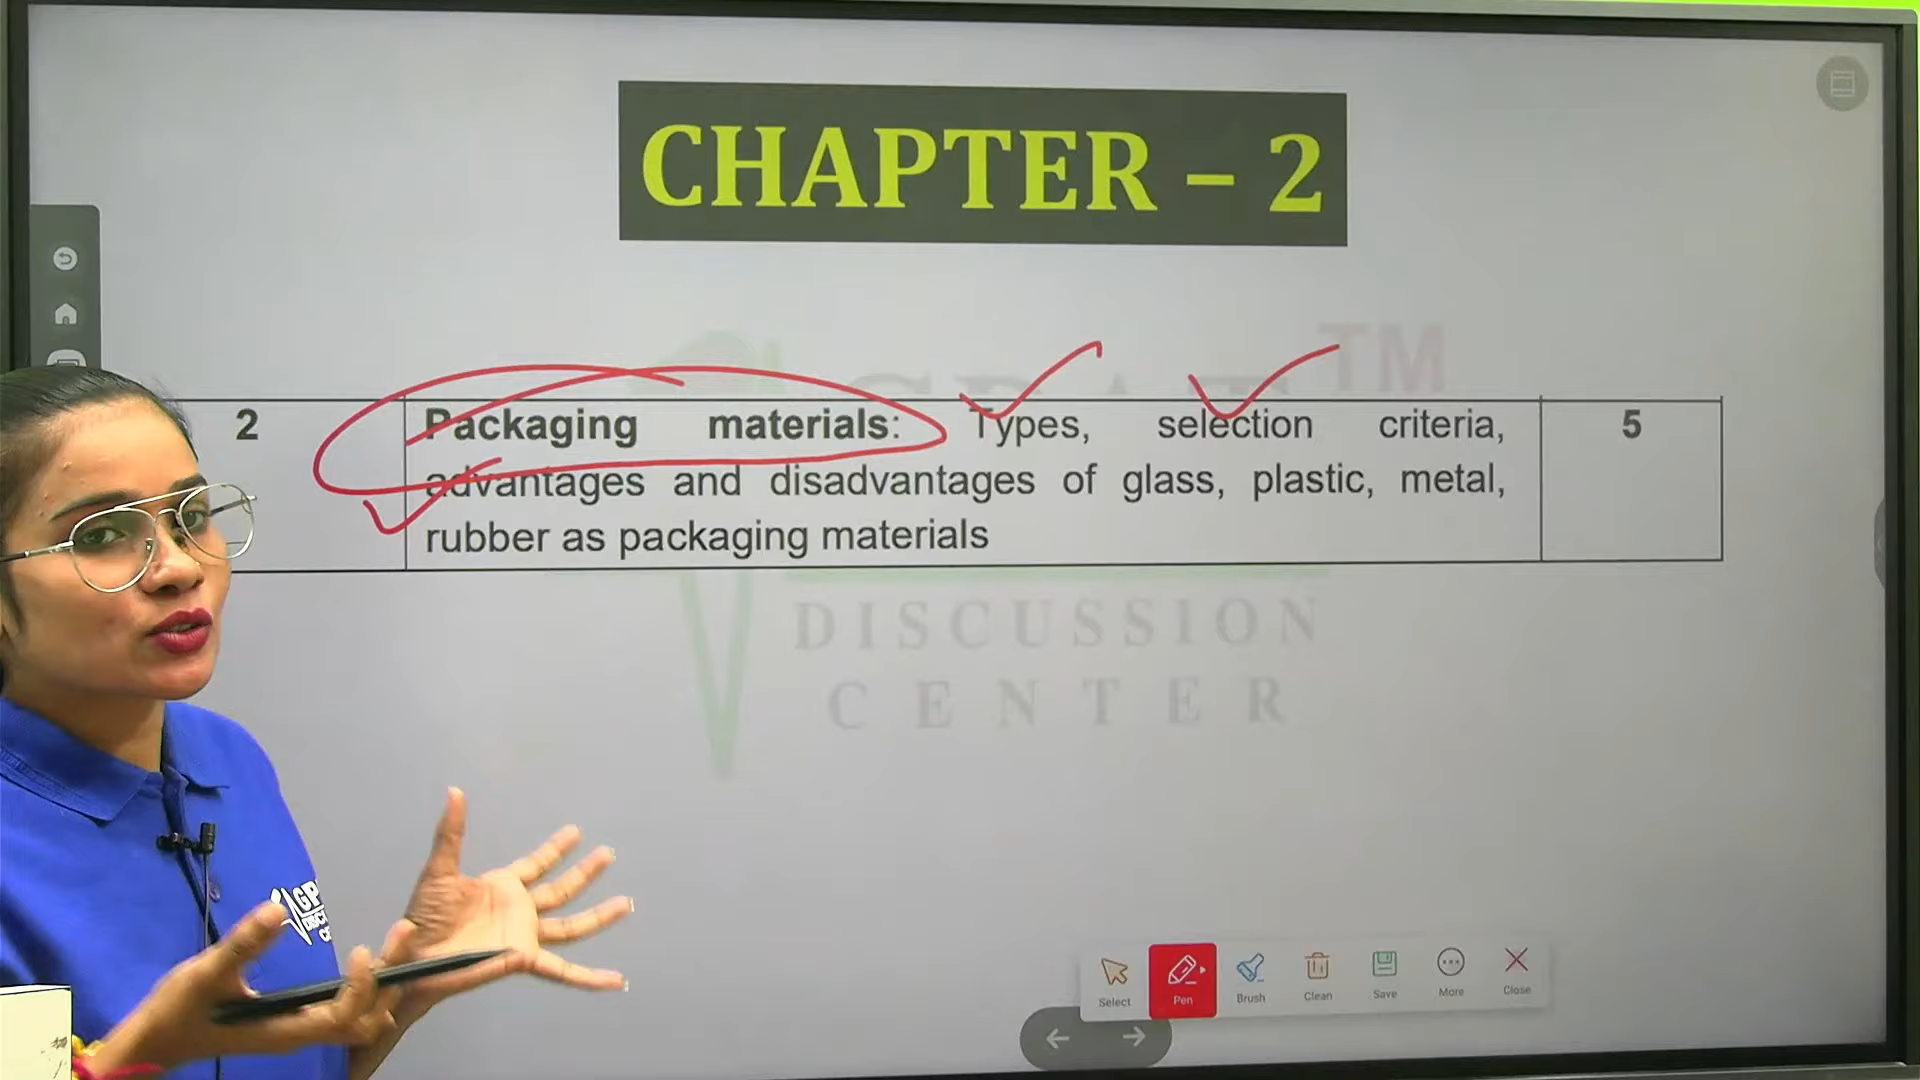 CHAPTER – 2
TM
2 Packaging materials: Types, selection criteria, 5
advantages and disadvantages of glass, plastic, metal,
rubber as packaging materials
DISCUSSION
CENTER
Select Pen Brush Clean Save More Close